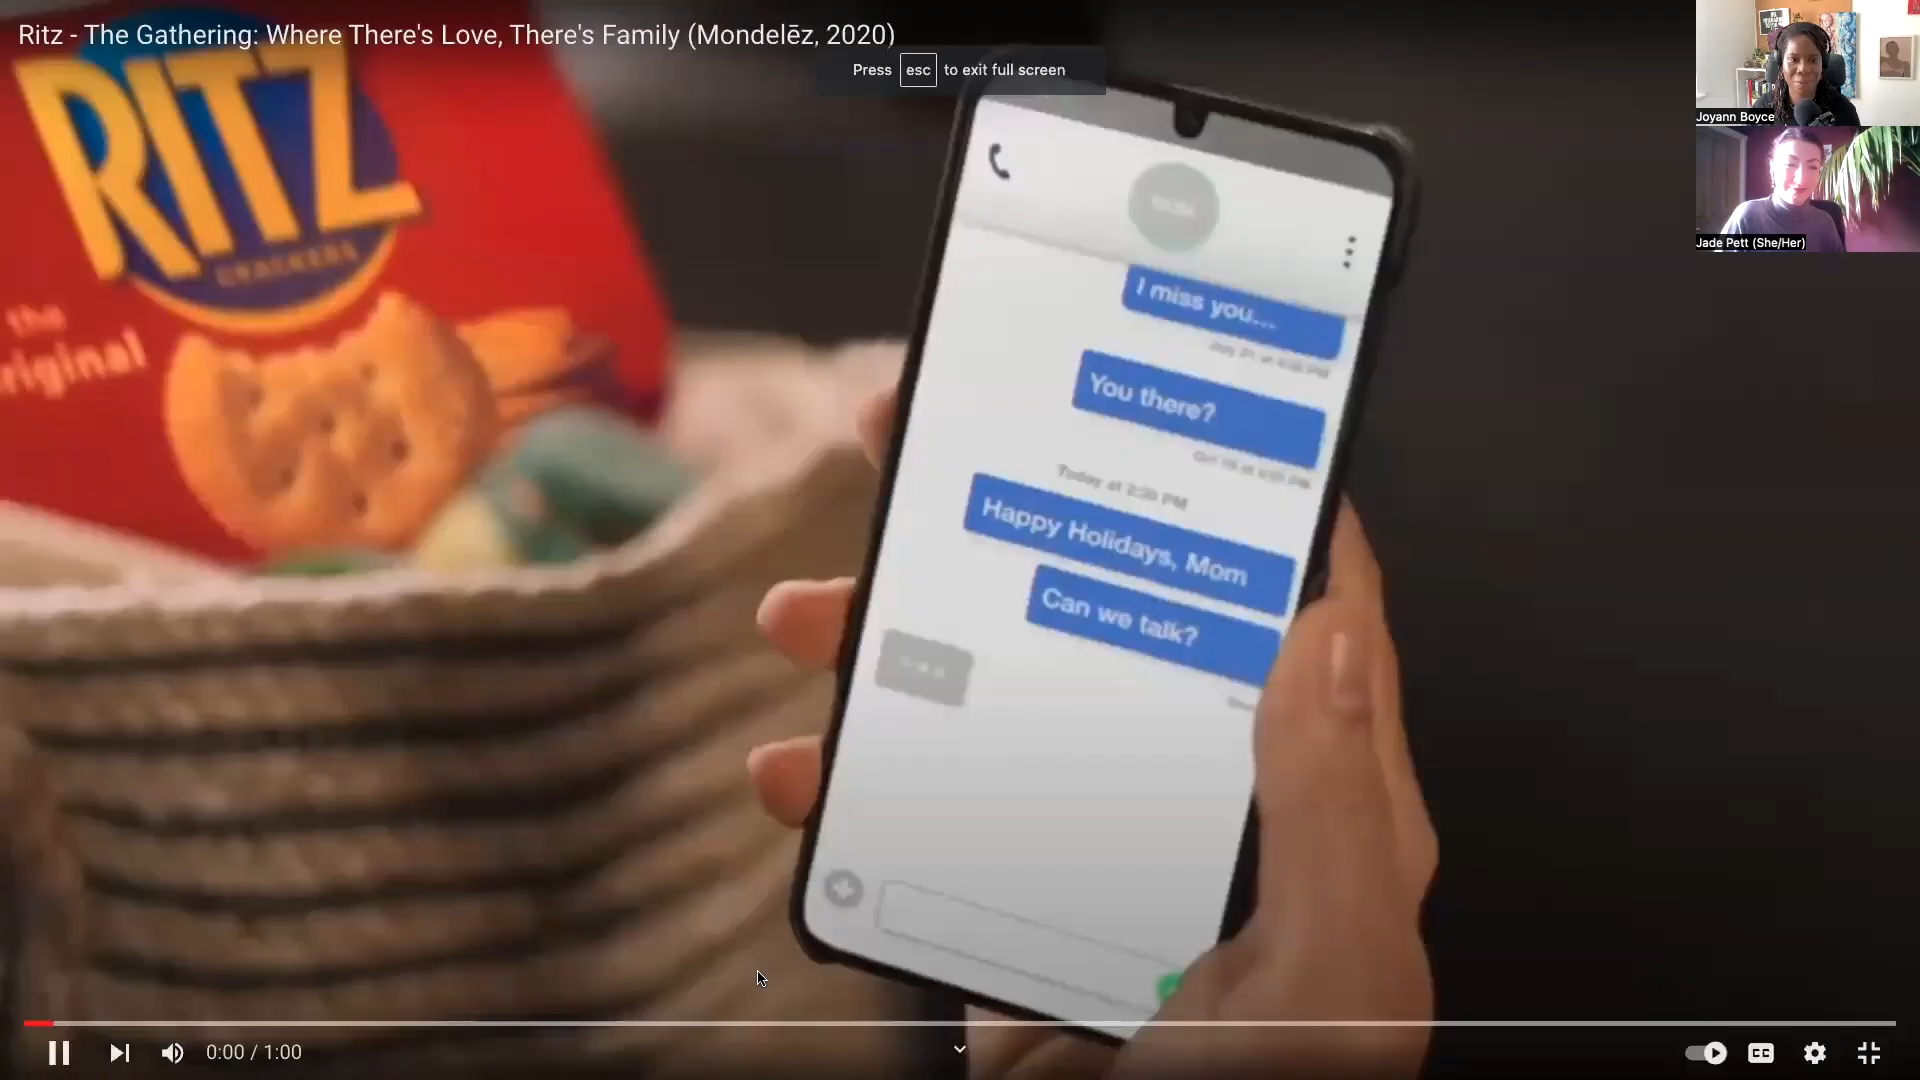 Ritz - The Gathering: Where There's Love, There's Family (Mondelēz, 2020)
Press esc to exit full screen
Joyann Boyce
Jade Pett (She/Her)
RITZ
CRACKERS
the
riginal
I miss you...
You there?
Today at 2:30 PM
Happy Holidays, Mom
Can we talk?
0:00 / 1:00
CC